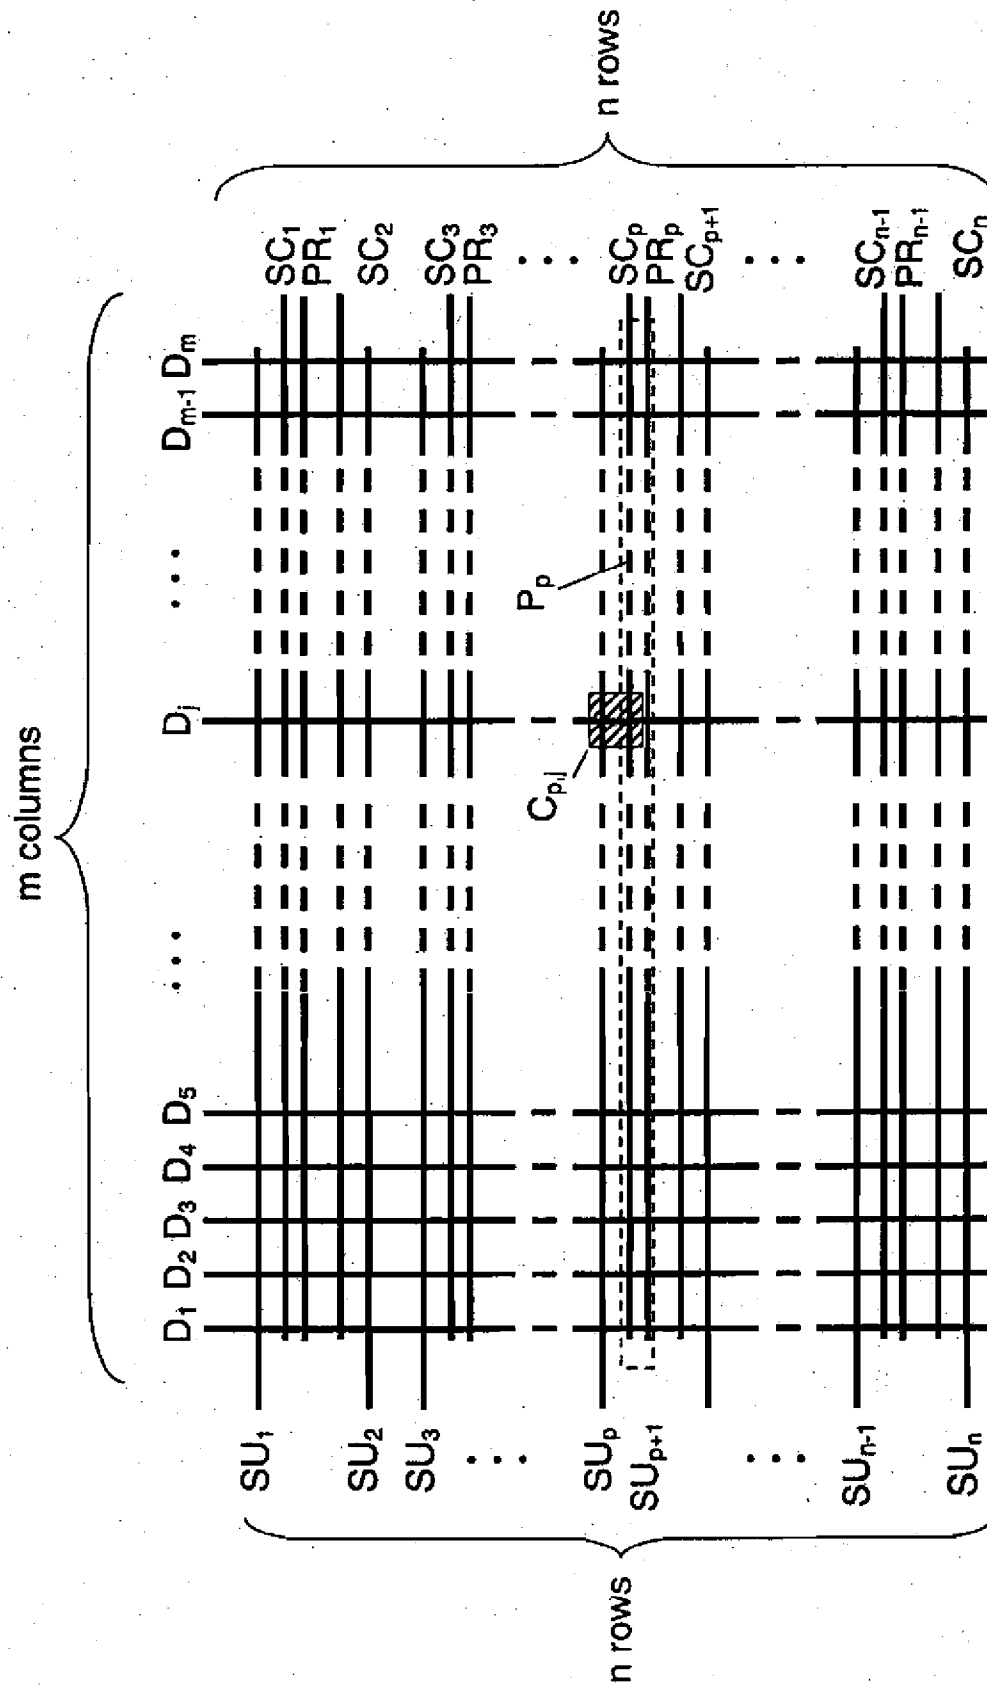 m columns
D1 D2 D3 D4 D5 ... Dj ... Dm-1 Dm
SU1
SU2
SU3
...
SUp
SUp+1
...
SUn-1
SUn
n rows
Cp,j
Pp
SC1
PR1
SC2
SC3
PR3
...
SCp
PRp
SCp+1
...
SCn-1
PRn-1
SCn
n rows